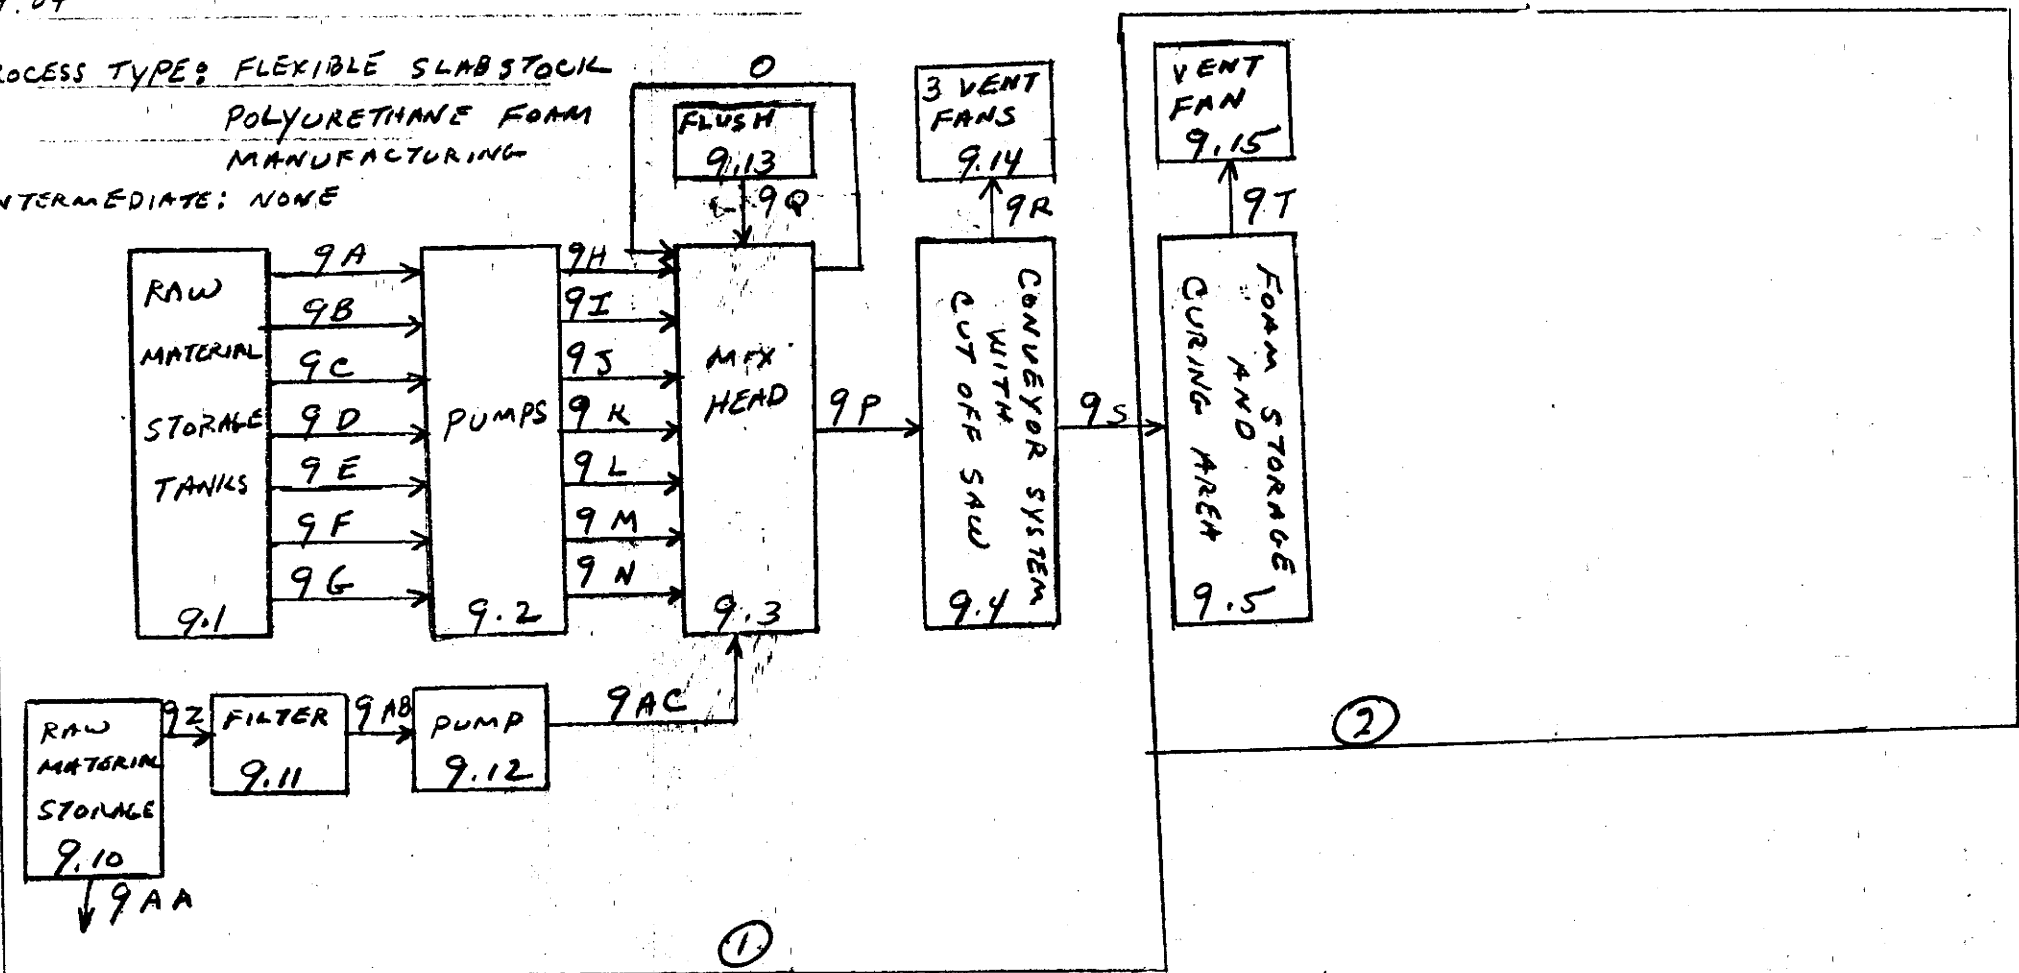 PROCESS TYPE: FLEXIBLE SLABSTOCK
POLYURETHANE FOAM
MANUFACTURING
INTERMEDIATE: NONE
O
FLUSH
9.13
9Q
3 VENT
FANS
9.14
9R
VENT
FAN
9.15
9T
RAW
MATERIAL
STORAGE
TANKS
9.1
9A
9B
9C
9D
9E
9F
9G
PUMPS
9.2
9H
9I
9J
9K
9L
9M
9N
MIX
HEAD
9.3
9P
CONVEYOR SYSTEM
WITH
CUT OFF SAW
9.4
9S
FOAM STORAGE
AND
CURING AREA
9.5
RAW
MATERIAL
STORAGE
9.10
9AA
9Z
FILTER
9.11
9AB
PUMP
9.12
9AC
1
2